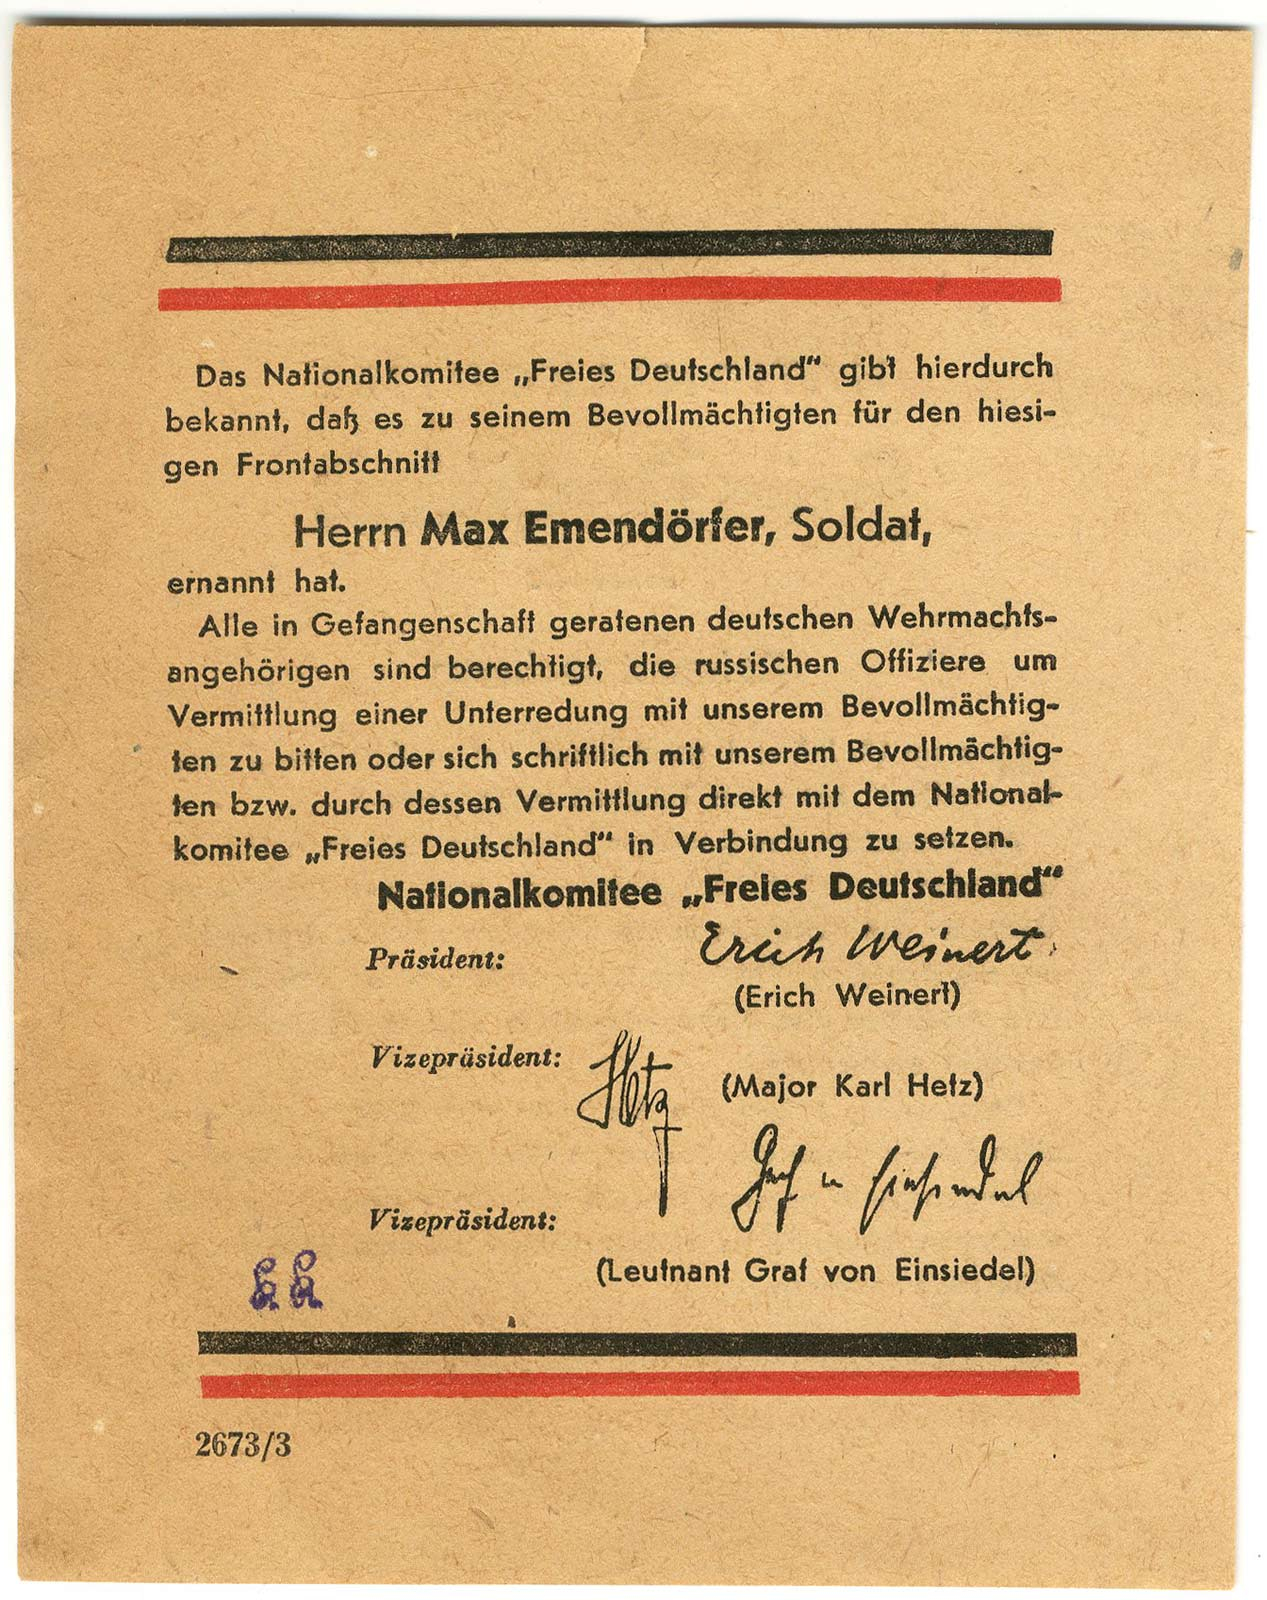 Das Nationalkomitee „Freies Deutschland" gibt hierdurch
bekannt, daß es zu seinem Bevollmächtigten für den hiesi-
gen Frontabschnitt
Herrn Max Emendörfer, Soldat,
ernannt hat.
Alle in Gefangenschaft geratenen deutschen Wehrmachts-
angehörigen sind berechtigt, die russischen Offiziere um
Vermittlung einer Unterredung mit unserem Bevollmächtig-
ten zu bitten oder sich schriftlich mit unserem Bevollmächtig-
ten bzw. durch dessen Vermittlung direkt mit dem National-
komitee „Freies Deutschland" in Verbindung zu setzen.
Nationalkomitee „Freies Deutschland"
Präsident: Erich Weinert
(Erich Weinert)
Vizepräsident: Hetz (Major Karl Hetz)
Graf v Einsiedel
Vizepräsident:
(Leutnant Graf von Einsiedel)
2673/3